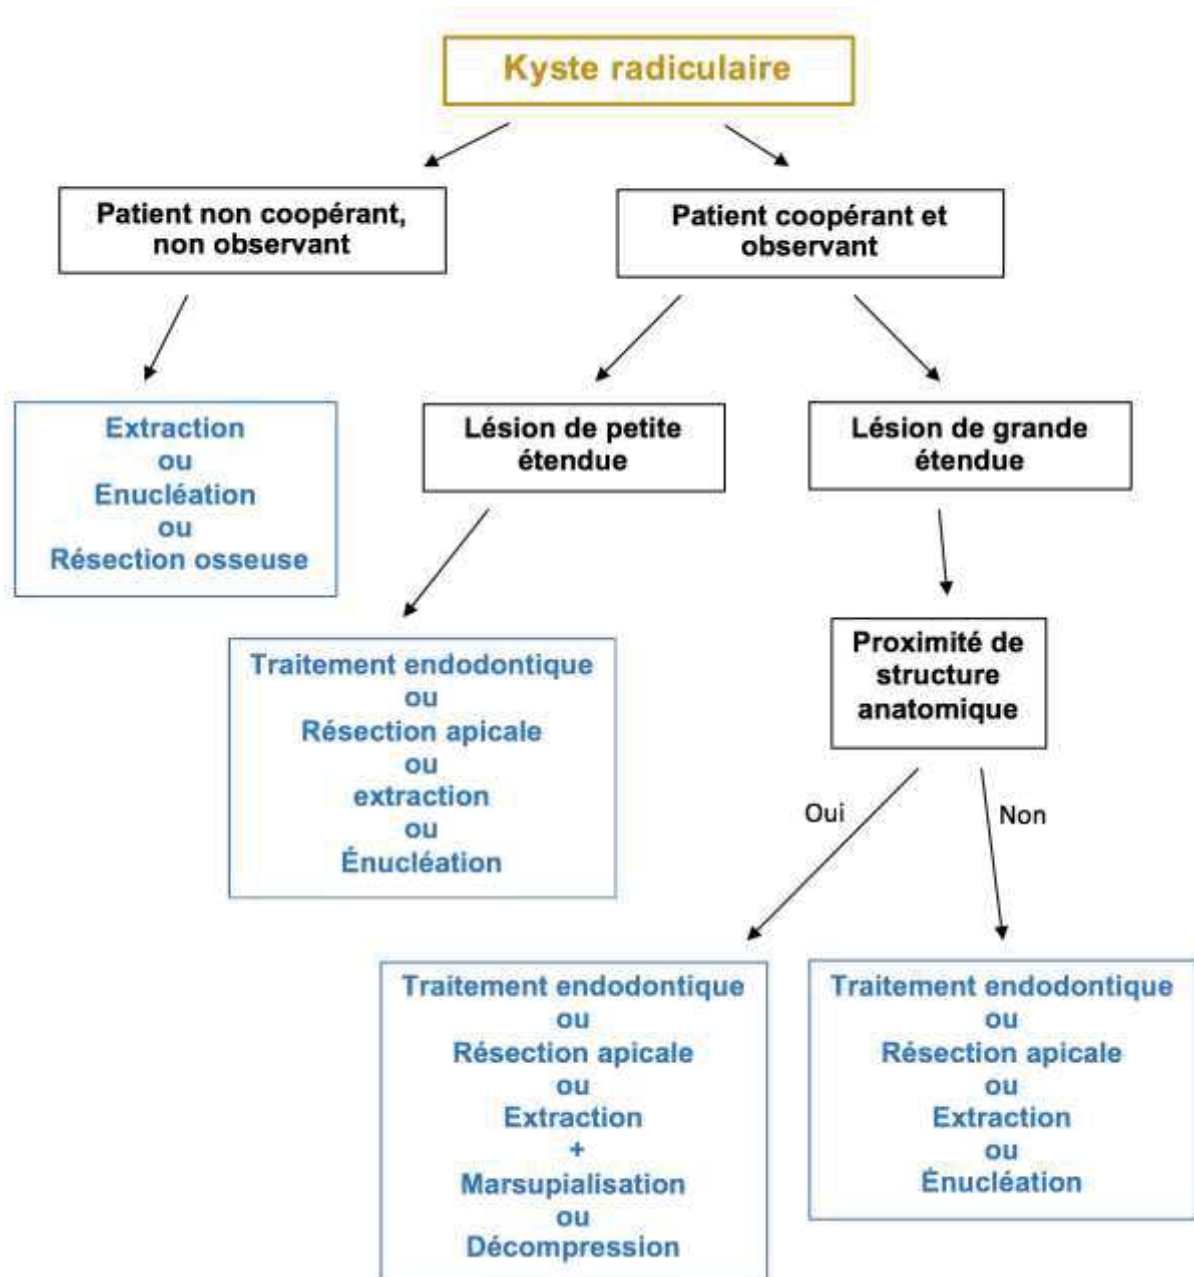 Kyste radiculaire
Patient non coopérant,
non observant
Patient coopérant et
observant
Extraction
ou
Enucléation
ou
Résection osseuse
Lésion de petite
étendue
Lésion de grande
étendue
Traitement endodontique
ou
Résection apicale
ou
extraction
ou
Énucléation
Proximité de
structure
anatomique
Oui
Non
Traitement endodontique
ou
Résection apicale
ou
Extraction
+
Marsupialisation
ou
Décompression
Traitement endodontique
ou
Résection apicale
ou
Extraction
ou
Énucléation